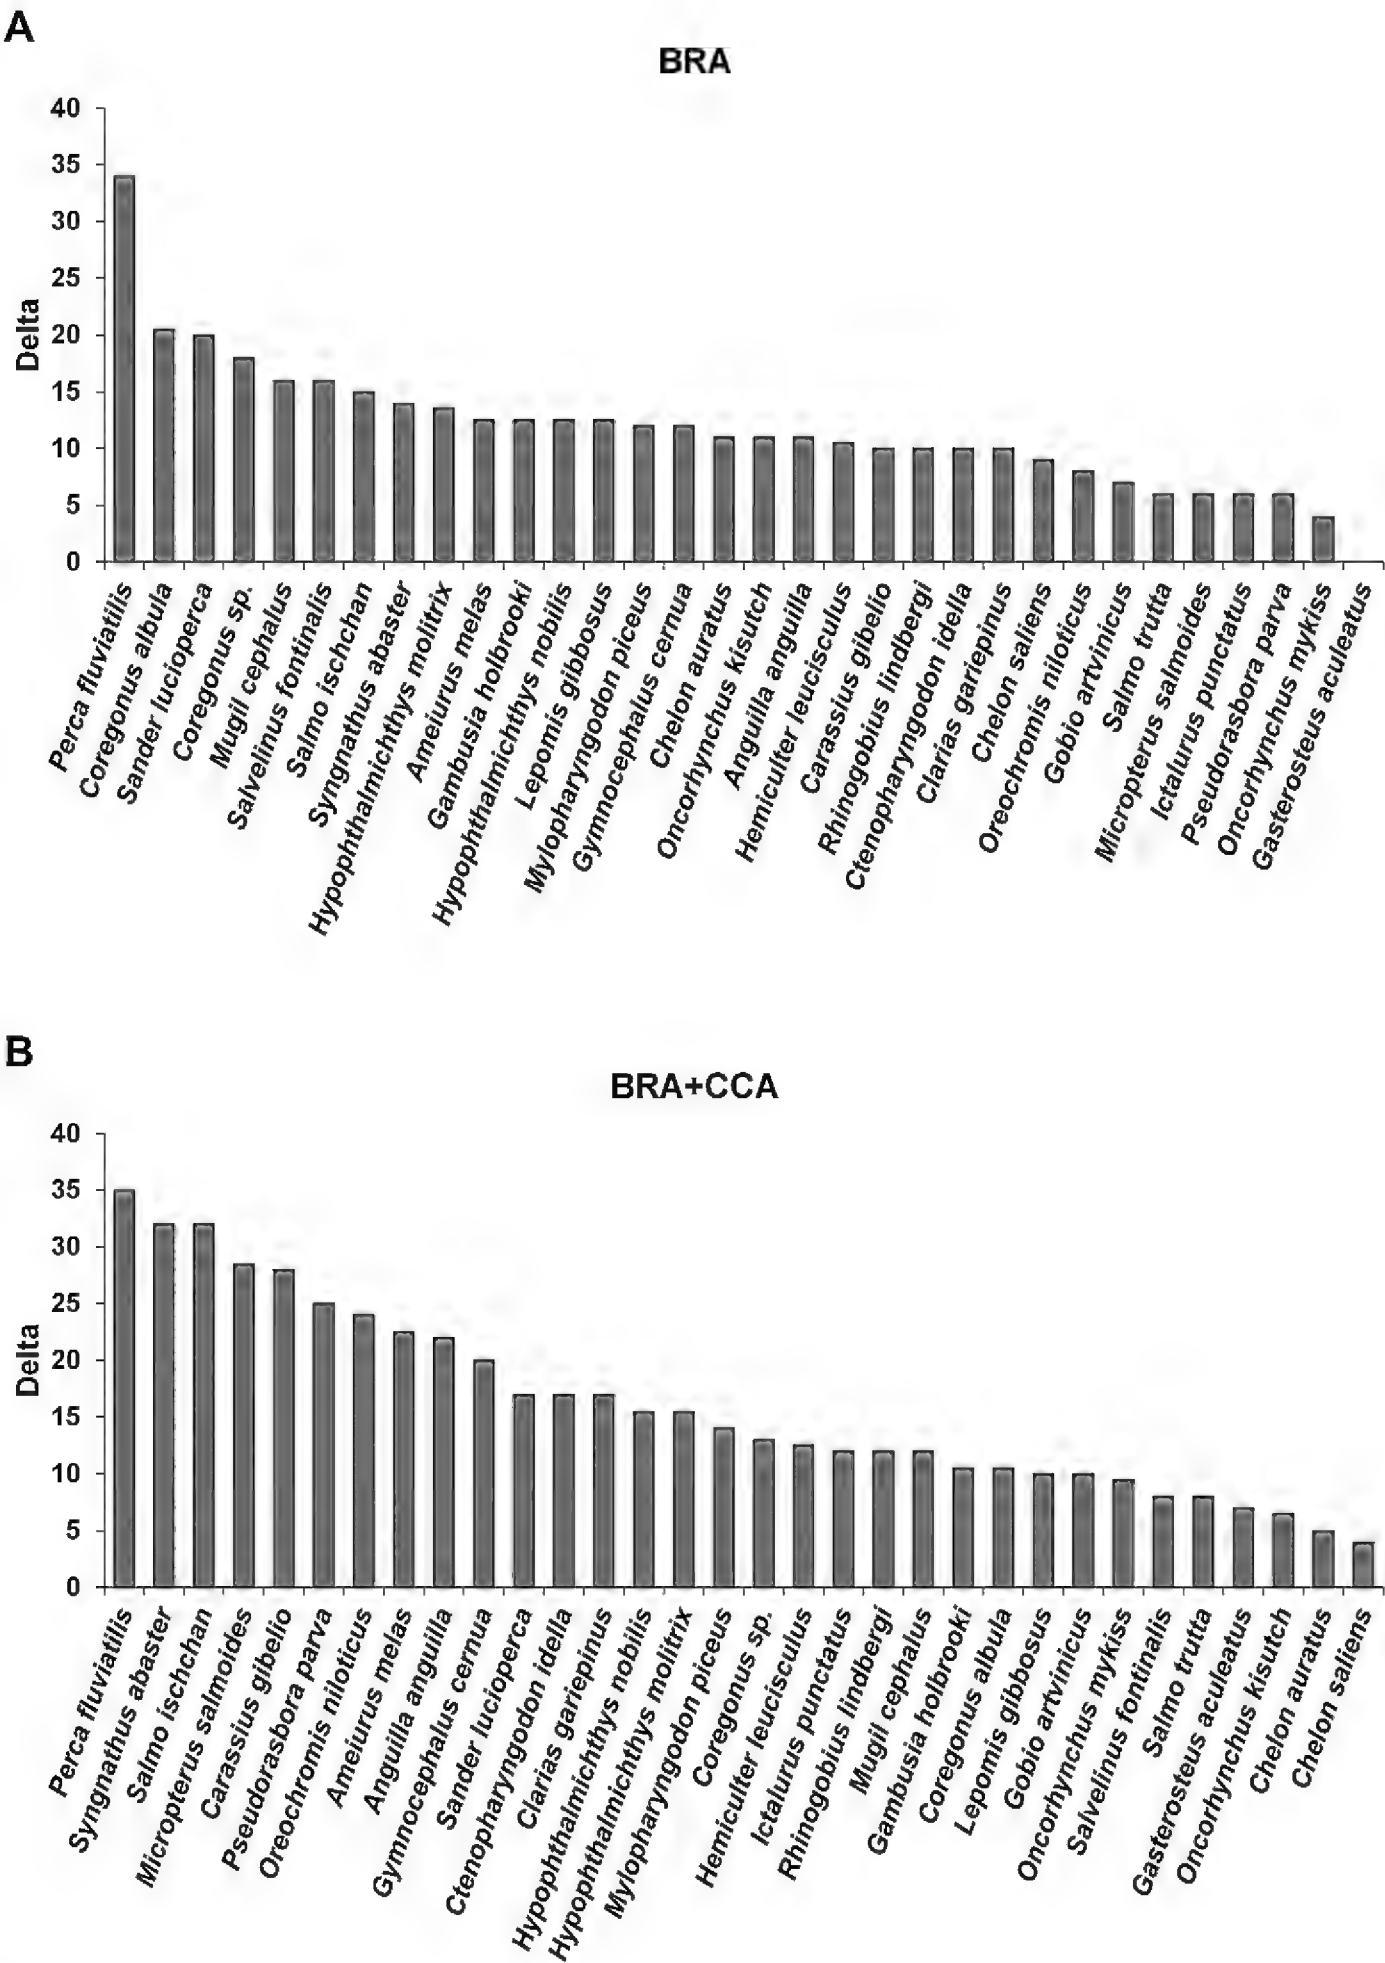 A
BRA
40
35
30
25
20
15
10
5
0
Delta
Perca fluviatilis
Coregonus albula
Sander lucioperca
Coregonus sp.
Mugil cephalus
Salvelinus fontinalis
Salmo ischchan
Syngnathus abaster
Hypophthalmichthys molitrix
Ameiurus melas
Gambusia holbrooki
Hypophthalmichthys nobilis
Lepomis gibbosus
Mylopharyngodon piceus
Gymnocephalus cernua
Chelon auratus
Oncorhynchus kisutch
Anguilla anguilla
Hemiculter leucisculus
Carassius gibelio
Rhinogobius lindbergi
Ctenopharyngodon idella
Clarias gariepinus
Chelon saliens
Oreochromis niloticus
Gobio artvinicus
Salmo trutta
Micropterus salmoides
Ictalurus punctatus
Pseudorasbora parva
Oncorhynchus mykiss
Gasterosteus aculeatus
B
BRA+CCA
40
35
30
25
20
15
10
5
0
Delta
Perca fluviatilis
Syngnathus abaster
Salmo ischchan
Micropterus salmoides
Carassius gibelio
Pseudorasbora parva
Oreochromis niloticus
Ameiurus melas
Anguilla anguilla
Gymnocephalus cernua
Sander lucioperca
Ctenopharyngodon idella
Clarias gariepinus
Hypophthalmichthys nobilis
Hypophthalmichthys molitrix
Mylopharyngodon piceus
Coregonus sp.
Hemiculter leucisculus
Ictalurus punctatus
Rhinogobius lindbergi
Mugil cephalus
Gambusia holbrooki
Coregonus albula
Lepomis gibbosus
Gobio artvinicus
Oncorhynchus mykiss
Salvelinus fontinalis
Salmo trutta
Gasterosteus aculeatus
Oncorhynchus kisutch
Chelon auratus
Chelon saliens